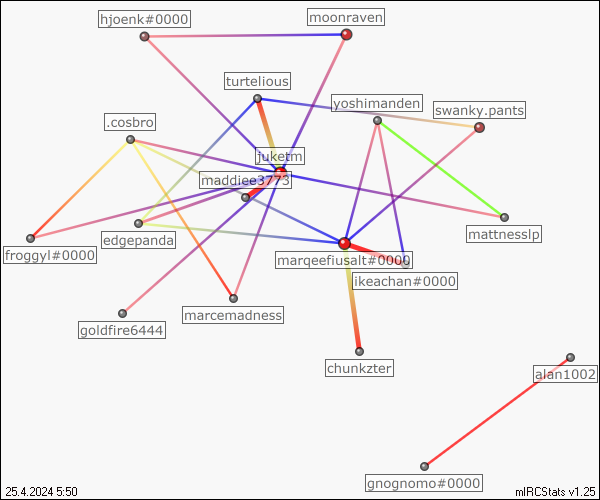 hjoenk#0000
moonraven
turtelious
yoshimanden
swanky.pants
.cosbro
juketm
maddiee3773
froggyl#0000
edgepanda
mattnesslp
marqeefiusalt#0000
ikeachan#0000
goldfire6444
marcemadness
chunkzter
alan1002
gnognomo#0000
25.4.2024 5:50
mIRCStats v1.25